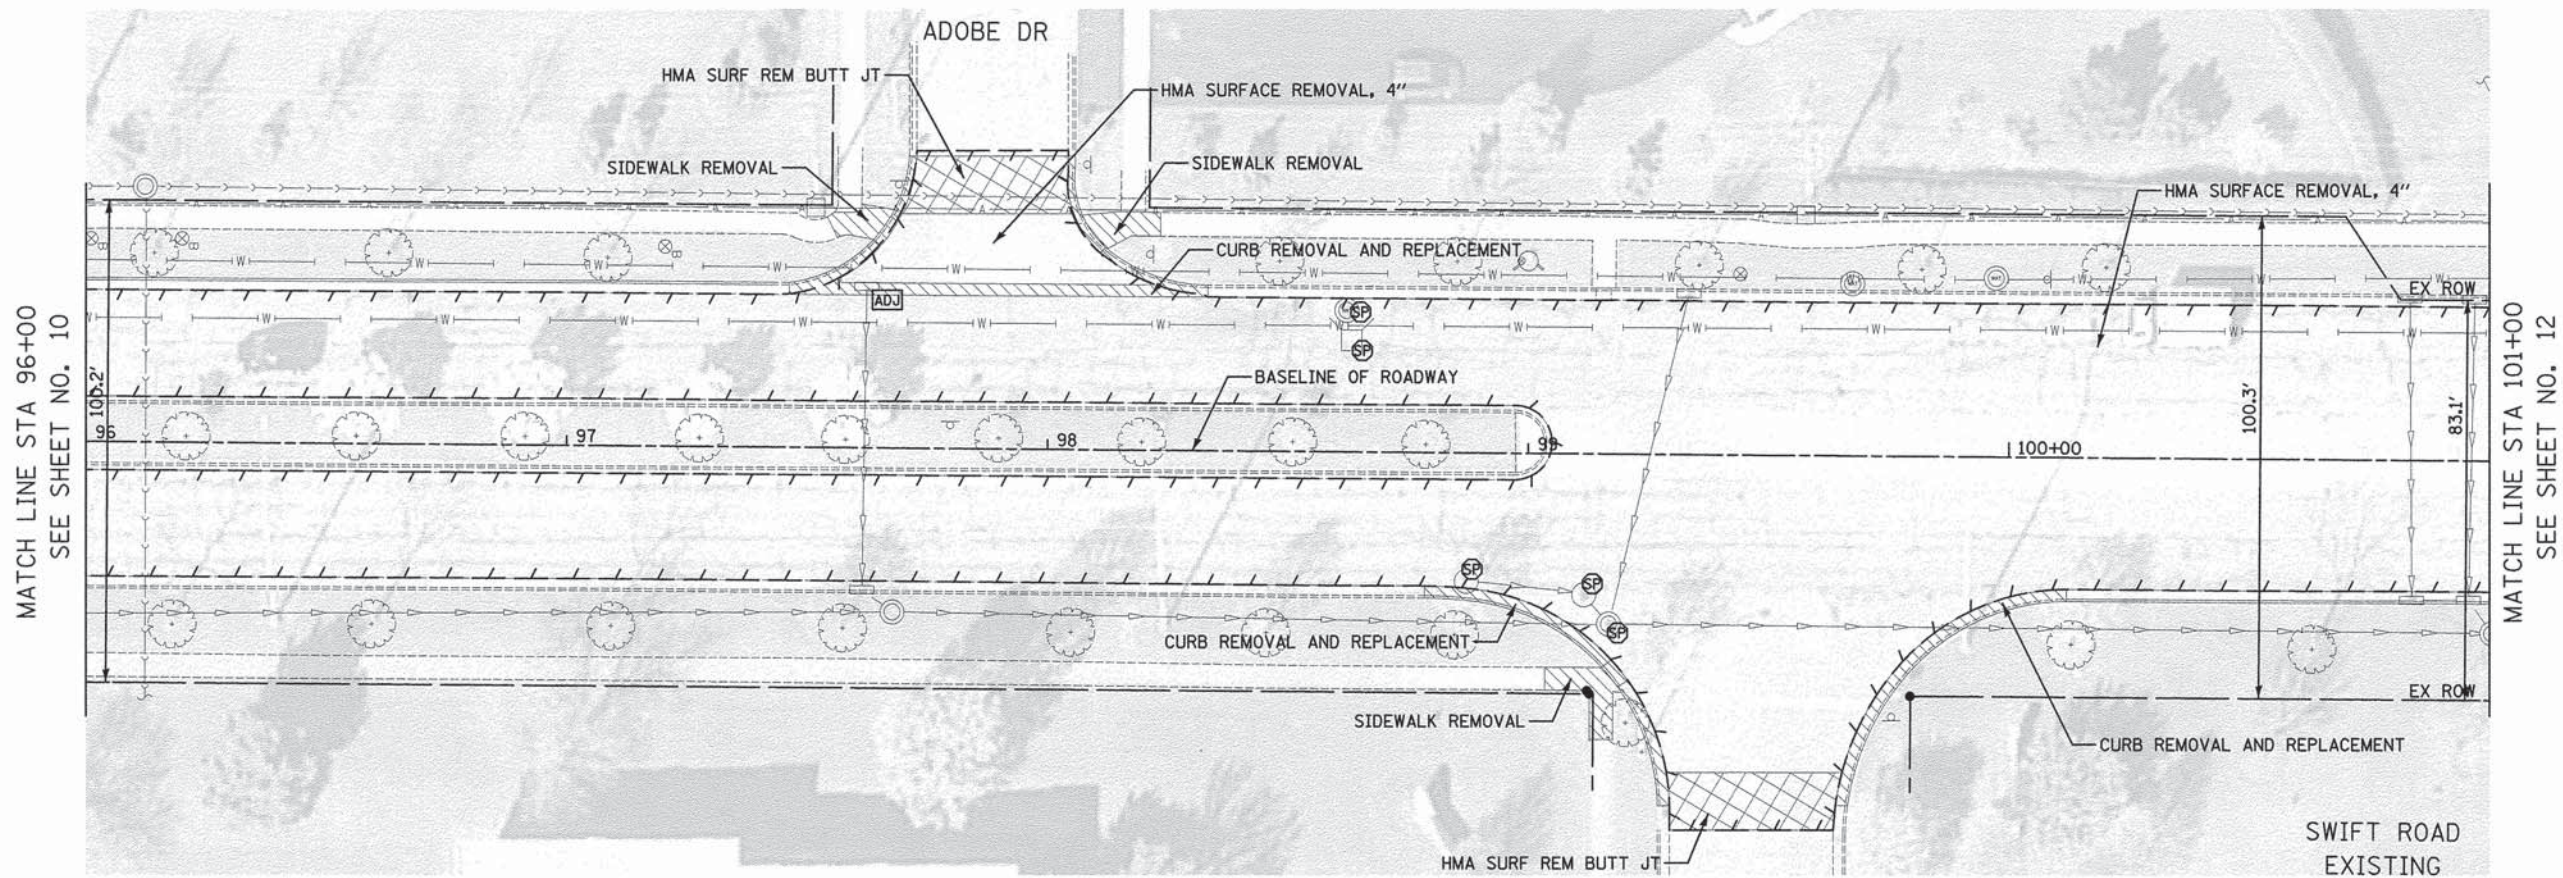 ADOBE DR
HMA SURF REM BUTT JT
HMA SURFACE REMOVAL, 4"
SIDEWALK REMOVAL
SIDEWALK REMOVAL
HMA SURFACE REMOVAL, 4"
CURB REMOVAL AND REPLACEMENT
EX ROW
ADJ
SP
SP
BASELINE OF ROADWAY
MATCH LINE STA 96+00
SEE SHEET NO. 10
100.2'
96
97
98
99
100+00
100.3'
83.1'
MATCH LINE STA 101+00
SEE SHEET NO. 12
SP
SP
SP
CURB REMOVAL AND REPLACEMENT
SIDEWALK REMOVAL
EX ROW
CURB REMOVAL AND REPLACEMENT
HMA SURF REM BUTT JT
SWIFT ROAD
EXISTING